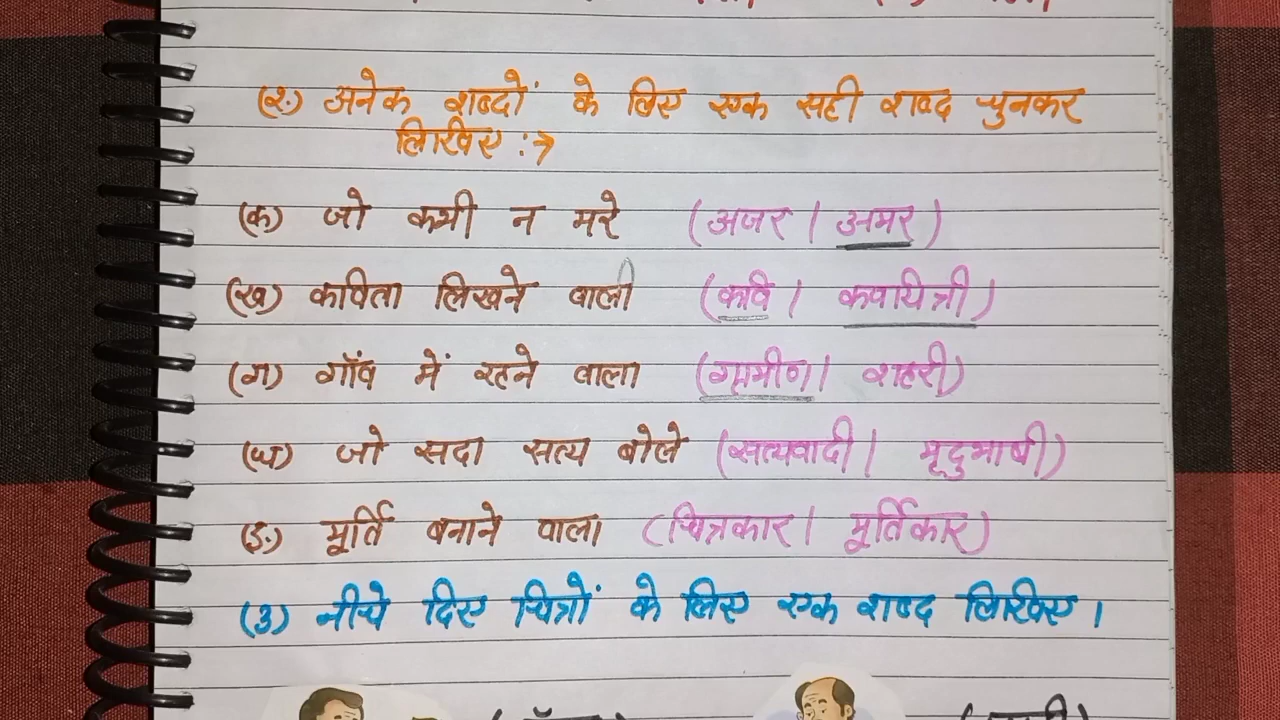 (२.) अनेक शब्दों के लिए एक सही शब्द चुनकर
लिखिए :→
(क) जो कभी न मरे (अजर / अमर)
(ख) कविता लिखने वाली (कवि / कवायित्री)
(ग) गाँव में रहने वाला (ग्रामीण / शहरी)
(घ) जो सदा सत्य बोले (सत्यवादी / मृदुभाषी)
(ङ.) मूर्ति बनाने वाला (चित्रकार / मूर्तिकार)
(3) नीचे दिए चित्रों के लिए एक शब्द लिखिए ।